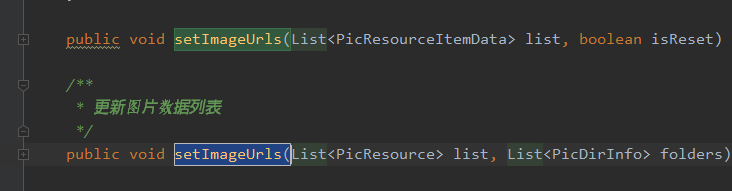 public void setImageUrls(List<PicResourceItemData> list, boolean isReset)
/**
* 更新图片数据列表
*/
public void setImageUrls(List<PicResource> list, List<PicDirInfo> folders)